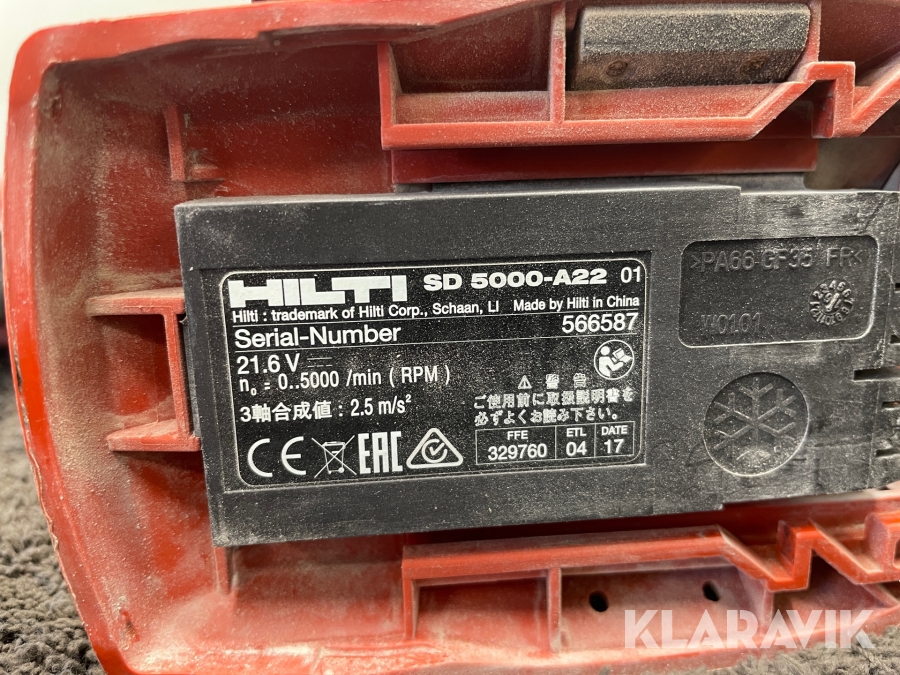 HILTI SD 5000-A22 01
Hilti : trademark of Hilti Corp., Schaan, LI Made by Hilti in China
Serial-Number 566587
21.6 V
n₀ = 0..5000 /min ( RPM )
3軸合成値 : 2.5 m/s²
警告
ご使用前に取扱説明書を
必ずよくお読み下さい
CE EAC
FFE ETL DATE
329760 04 17
>PA66 GF35 FR<
W0101
KLARAVIK